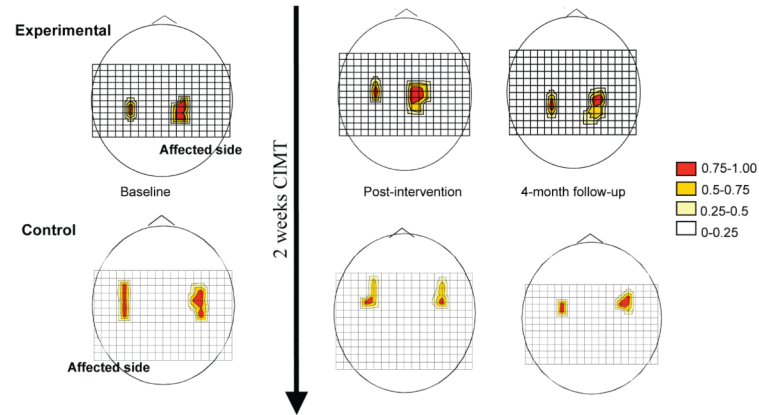 Experimental
Affected side
Baseline
Post-intervention
4-month follow-up
2 weeks CIMT
0.75-1.00
0.5-0.75
0.25-0.5
0-0.25
Control
Affected side